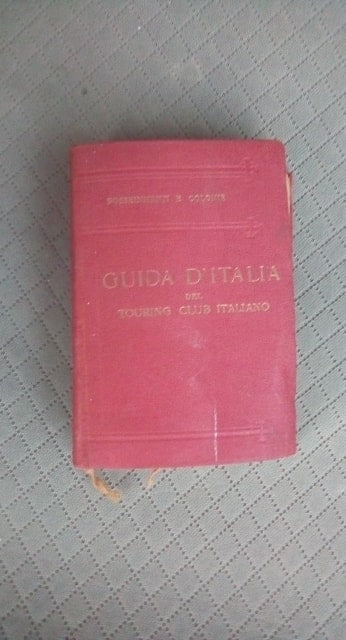 POSSEDIMENTI E COLONIE
GUIDA D'ITALIA
DEL
TOURING CLUB ITALIANO